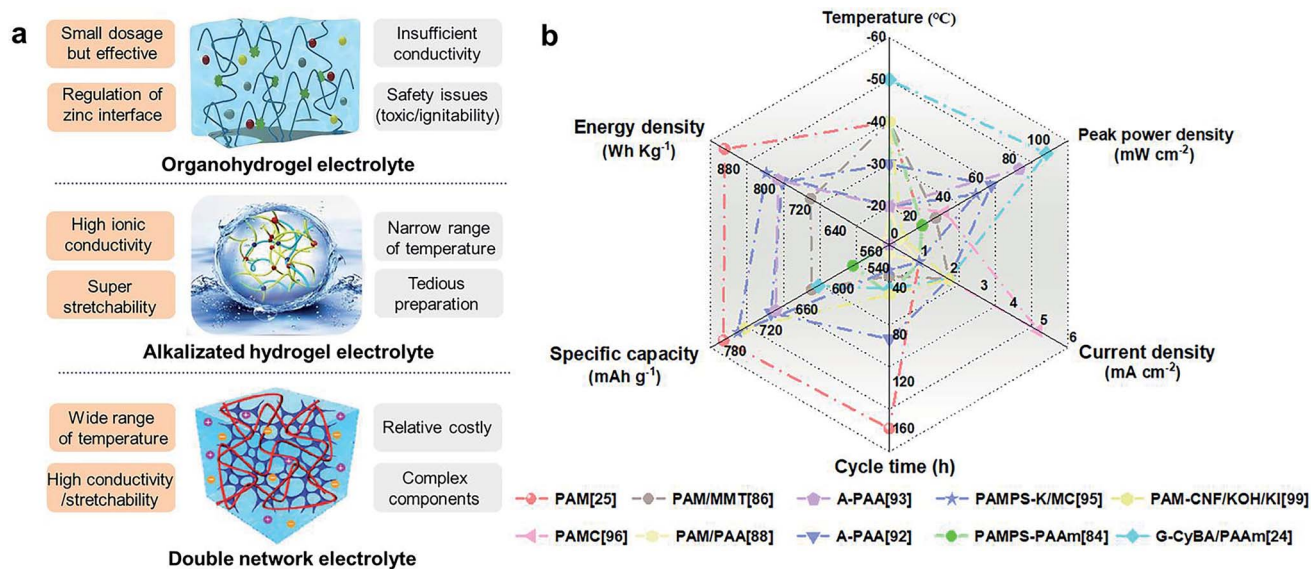 a
Small dosage
but effective
Insufficient
conductivity
Regulation of
zinc interface
Safety issues
(toxic/ignitability)
Organohydrogel electrolyte
High ionic
conductivity
Narrow range
of temperature
Super
stretchability
Tedious
preparation
Alkalizated hydrogel electrolyte
Wide range
of temperature
Relative costly
High conductivity
/stretchability
Complex
components
Double network electrolyte
b
Temperature (°C)
-60
-50
-40
-30
-20
Peak power density
(mW cm-2)
100
80
60
40
20
0
Current density
(mA cm-2)
1
2
3
4
5
6
Cycle time (h)
40
80
120
160
Specific capacity
(mAh g-1)
540
600
660
720
780
Energy density
(Wh Kg-1)
560
640
720
800
880
PAM[25]
PAM/MMT[86]
A-PAA[93]
PAMPS-K/MC[95]
PAM-CNF/KOH/KI[99]
PAMC[96]
PAM/PAA[88]
A-PAA[92]
PAMPS-PAAm[84]
G-CyBA/PAAm[24]